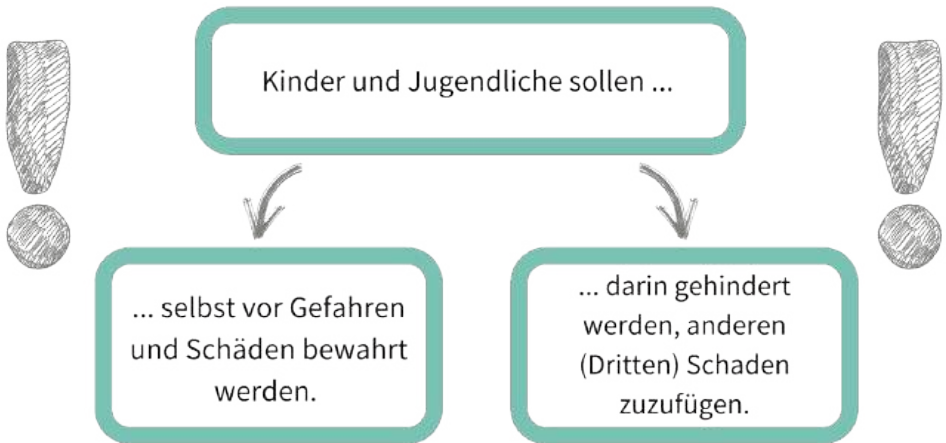 Kinder und Jugendliche sollen ...
... selbst vor Gefahren
und Schäden bewahrt
werden.
... darin gehindert
werden, anderen
(Dritten) Schaden
zuzufügen.